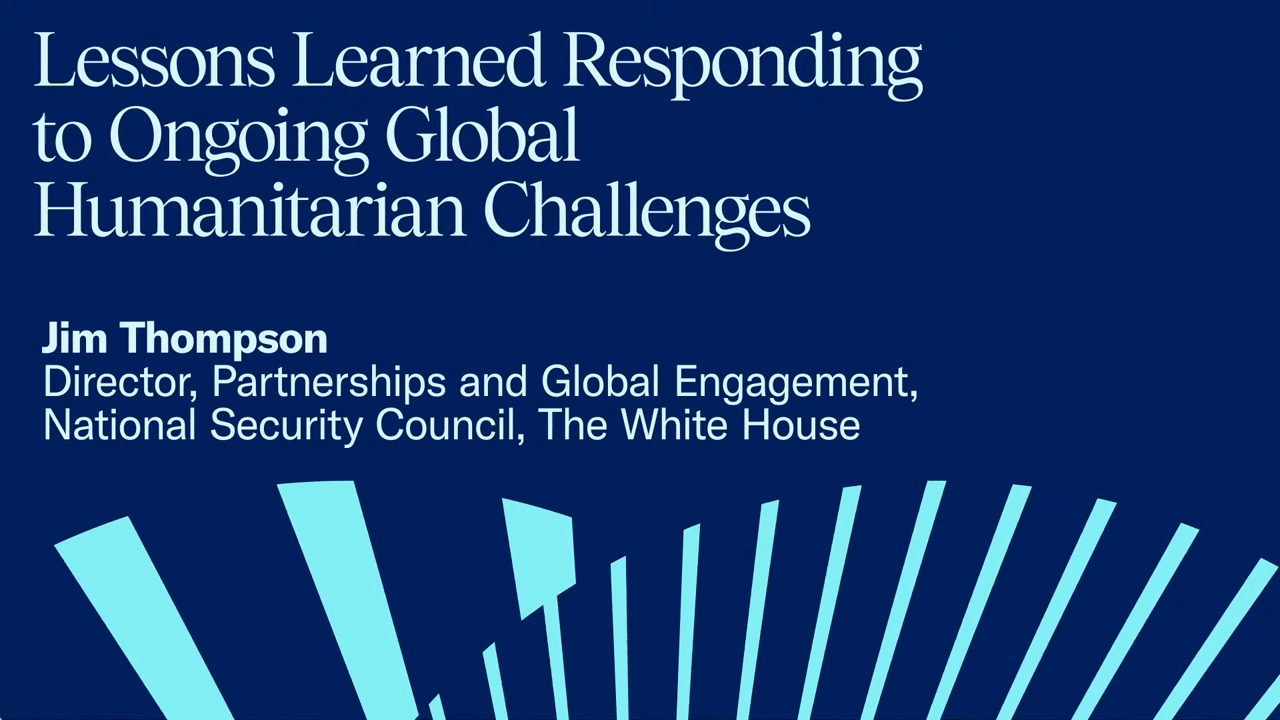 Lessons Learned Responding
to Ongoing Global
Humanitarian Challenges
Jim Thompson
Director, Partnerships and Global Engagement,
National Security Council, The White House